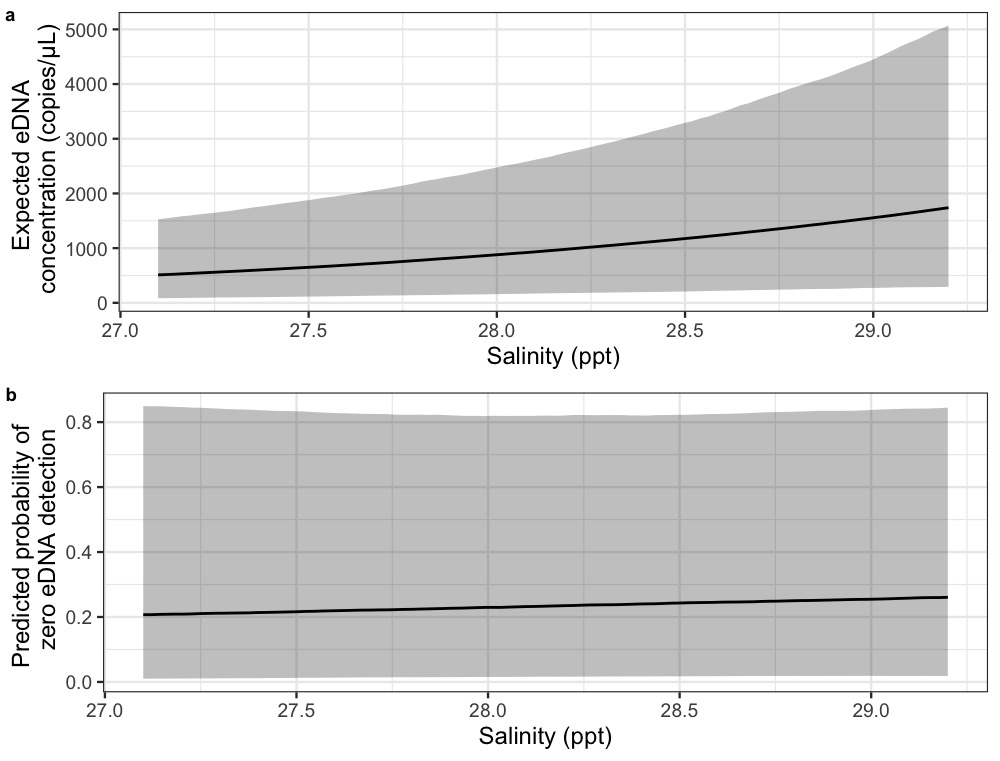 a
Expected eDNA
concentration (copies/µL)
5000
4000
3000
2000
1000
0
27.0 27.5 28.0 28.5 29.0
Salinity (ppt)
b
Predicted probability of
zero eDNA detection
0.8
0.6
0.4
0.2
0.0
27.0 27.5 28.0 28.5 29.0
Salinity (ppt)